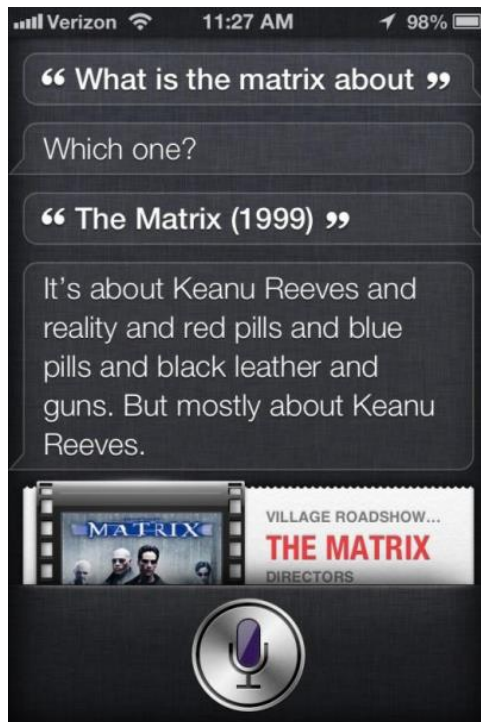 Verizon 11:27 AM 98%
“ What is the matrix about ”
Which one?
“ The Matrix (1999) ”
It's about Keanu Reeves and
reality and red pills and blue
pills and black leather and
guns. But mostly about Keanu
Reeves.
MATRIX
VILLAGE ROADSHOW...
THE MATRIX
DIRECTORS